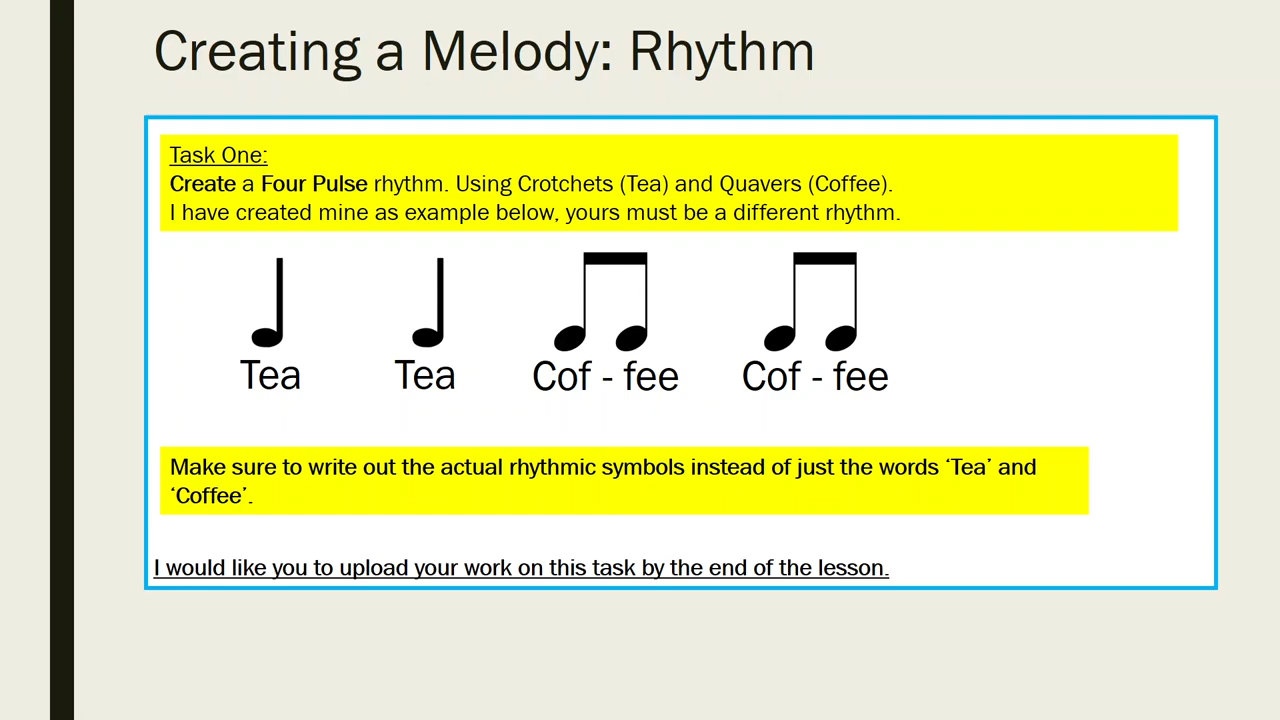 Creating a Melody: Rhythm
Task One:
Create a Four Pulse rhythm. Using Crotchets (Tea) and Quavers (Coffee).
I have created mine as example below, yours must be a different rhythm.
Tea Tea Cof - fee Cof - fee
Make sure to write out the actual rhythmic symbols instead of just the words ‘Tea’ and
‘Coffee’.
I would like you to upload your work on this task by the end of the lesson.